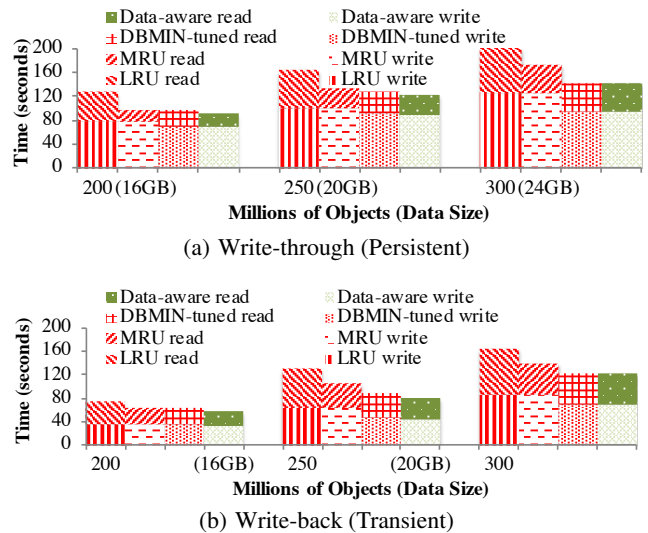 Data-aware read Data-aware write
DBMIN-tuned read DBMIN-tuned write
MRU read MRU write
LRU read LRU write
200
160
120
80
40
0
Time (seconds)
200 (16GB) 250 (20GB) 300 (24GB)
Millions of Objects (Data Size)
(a) Write-through (Persistent)
Data-aware read Data-aware write
DBMIN-tuned read DBMIN-tuned write
MRU read MRU write
LRU read LRU write
200
160
120
80
40
0
Time (seconds)
200 (16GB) 250 (20GB) 300
Millions of Objects (Data Size)
(b) Write-back (Transient)